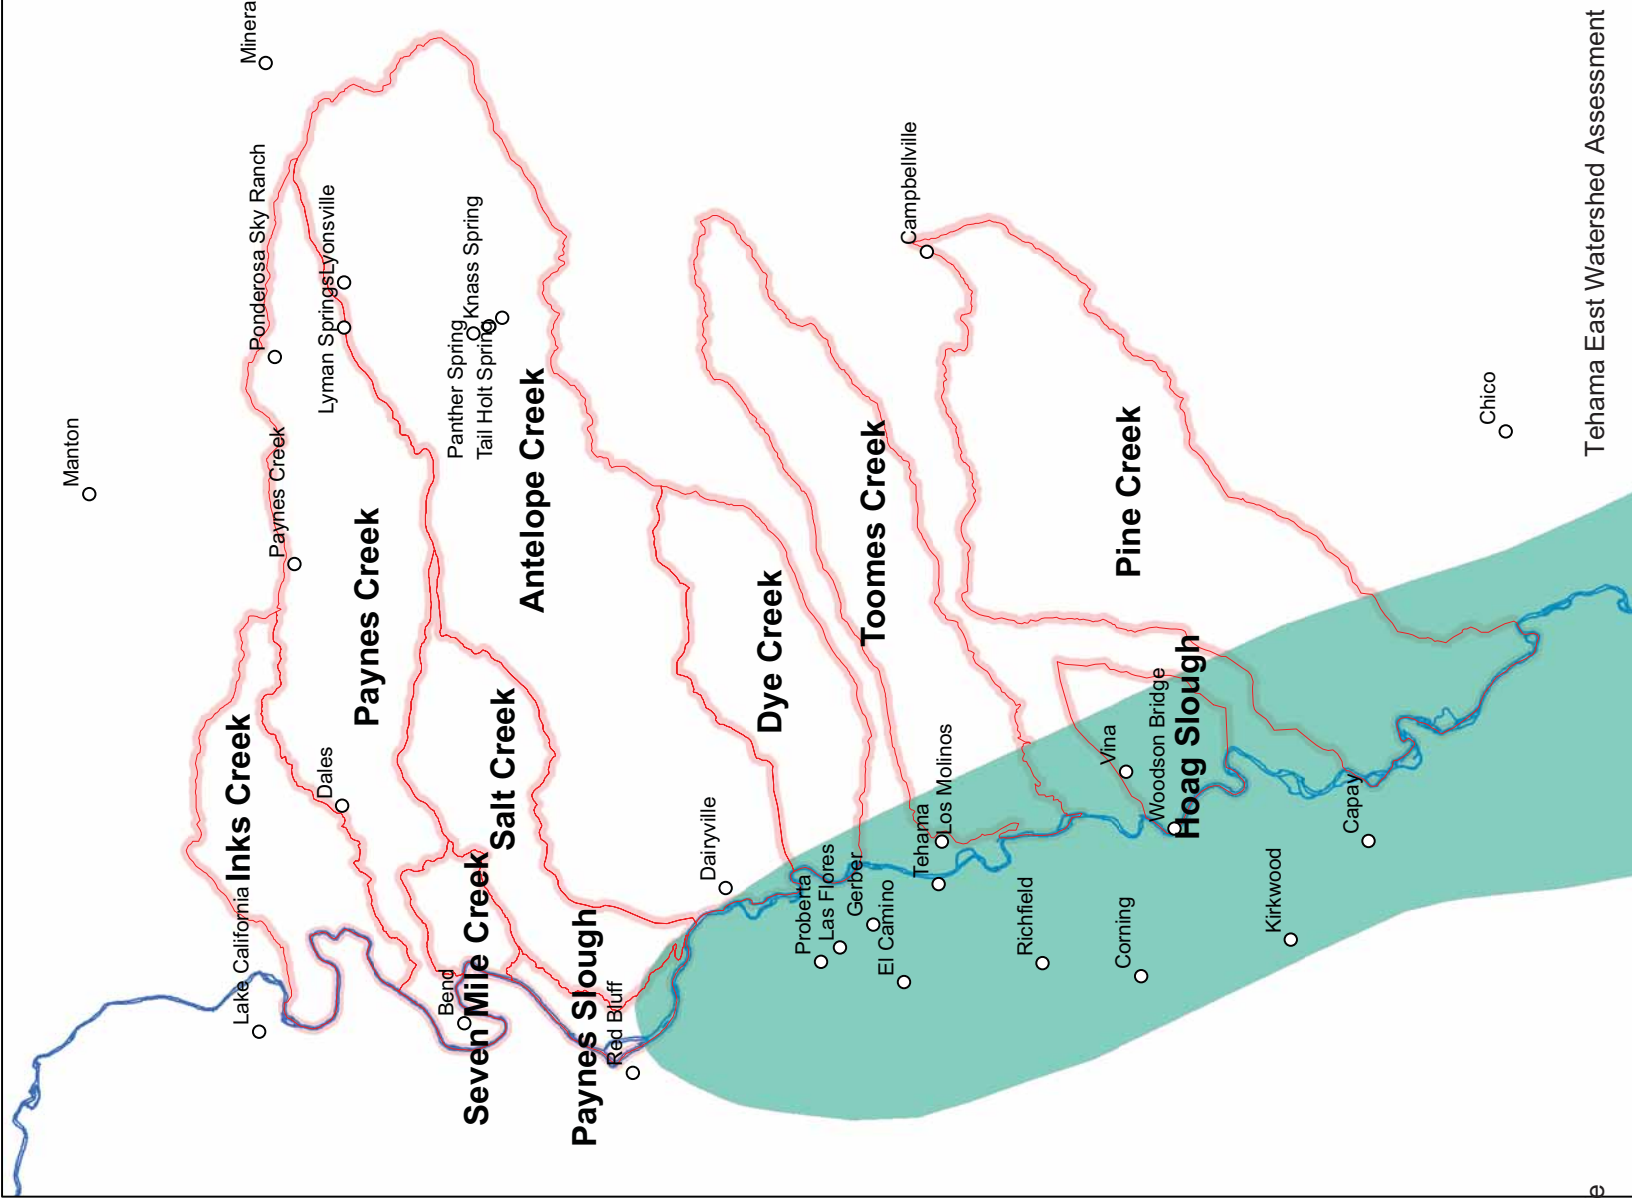 Mineral
Manton
Ponderosa Sky Ranch
Lyonsville
Lyman Springs
Paynes Creek
Knass Spring
Panther Spring
Tail Holt Spring
Campbellville
Chico
Antelope Creek
Paynes Creek
Toomes Creek
Pine Creek
Dye Creek
Inks Creek
Dales
Salt Creek
Hoag Slough
Vina
Woodson Bridge
Los Molinos
Dairyville
Tehama
Capay
Lake California
Seven Mile Creek
Bend
Paynes Slough
Red Bluff
Proberta
Las Flores
Gerber
El Camino
Richfield
Corning
Kirkwood
Tehama East Watershed Assessment
e